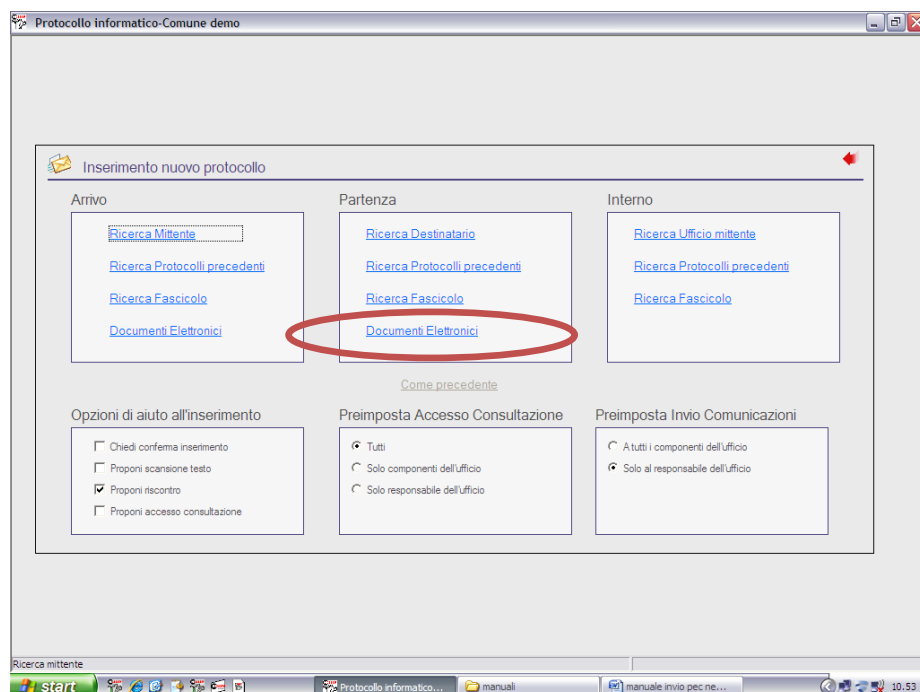 Protocollo informatico-Comune demo
Inserimento nuovo protocollo
Arrivo
Ricerca Mittente
Ricerca Protocolli precedenti
Ricerca Fascicolo
Documenti Elettronici
Partenza
Ricerca Destinatario
Ricerca Protocolli precedenti
Ricerca Fascicolo
Documenti Elettronici
Interno
Ricerca Ufficio mittente
Ricerca Protocolli precedenti
Ricerca Fascicolo
Come precedente
Opzioni di aiuto all'inserimento
Chiedi conferma inserimento
Proponi scansione testo
Proponi riscontro
Proponi accesso consultazione
Preimposta Accesso Consultazione
Tutti
Solo componenti dell'ufficio
Solo responsabile dell'ufficio
Preimposta Invio Comunicazioni
A tutti i componenti dell'ufficio
Solo al responsabile dell'ufficio
Ricerca mittente
start
Protocollo informatico...
manuali
manuale invio pec ne...
10.53